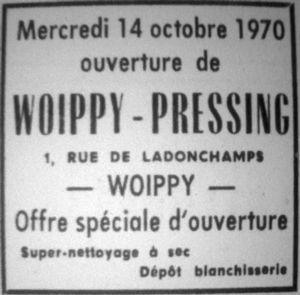 Mercredi 14 octobre 1970
ouverture de
WOIPPY - PRESSING
1, RUE DE LADONCHAMPS
— WOIPPY —
Offre spéciale d'ouverture
Super-nettoyage à sec
Dépôt blanchisserie